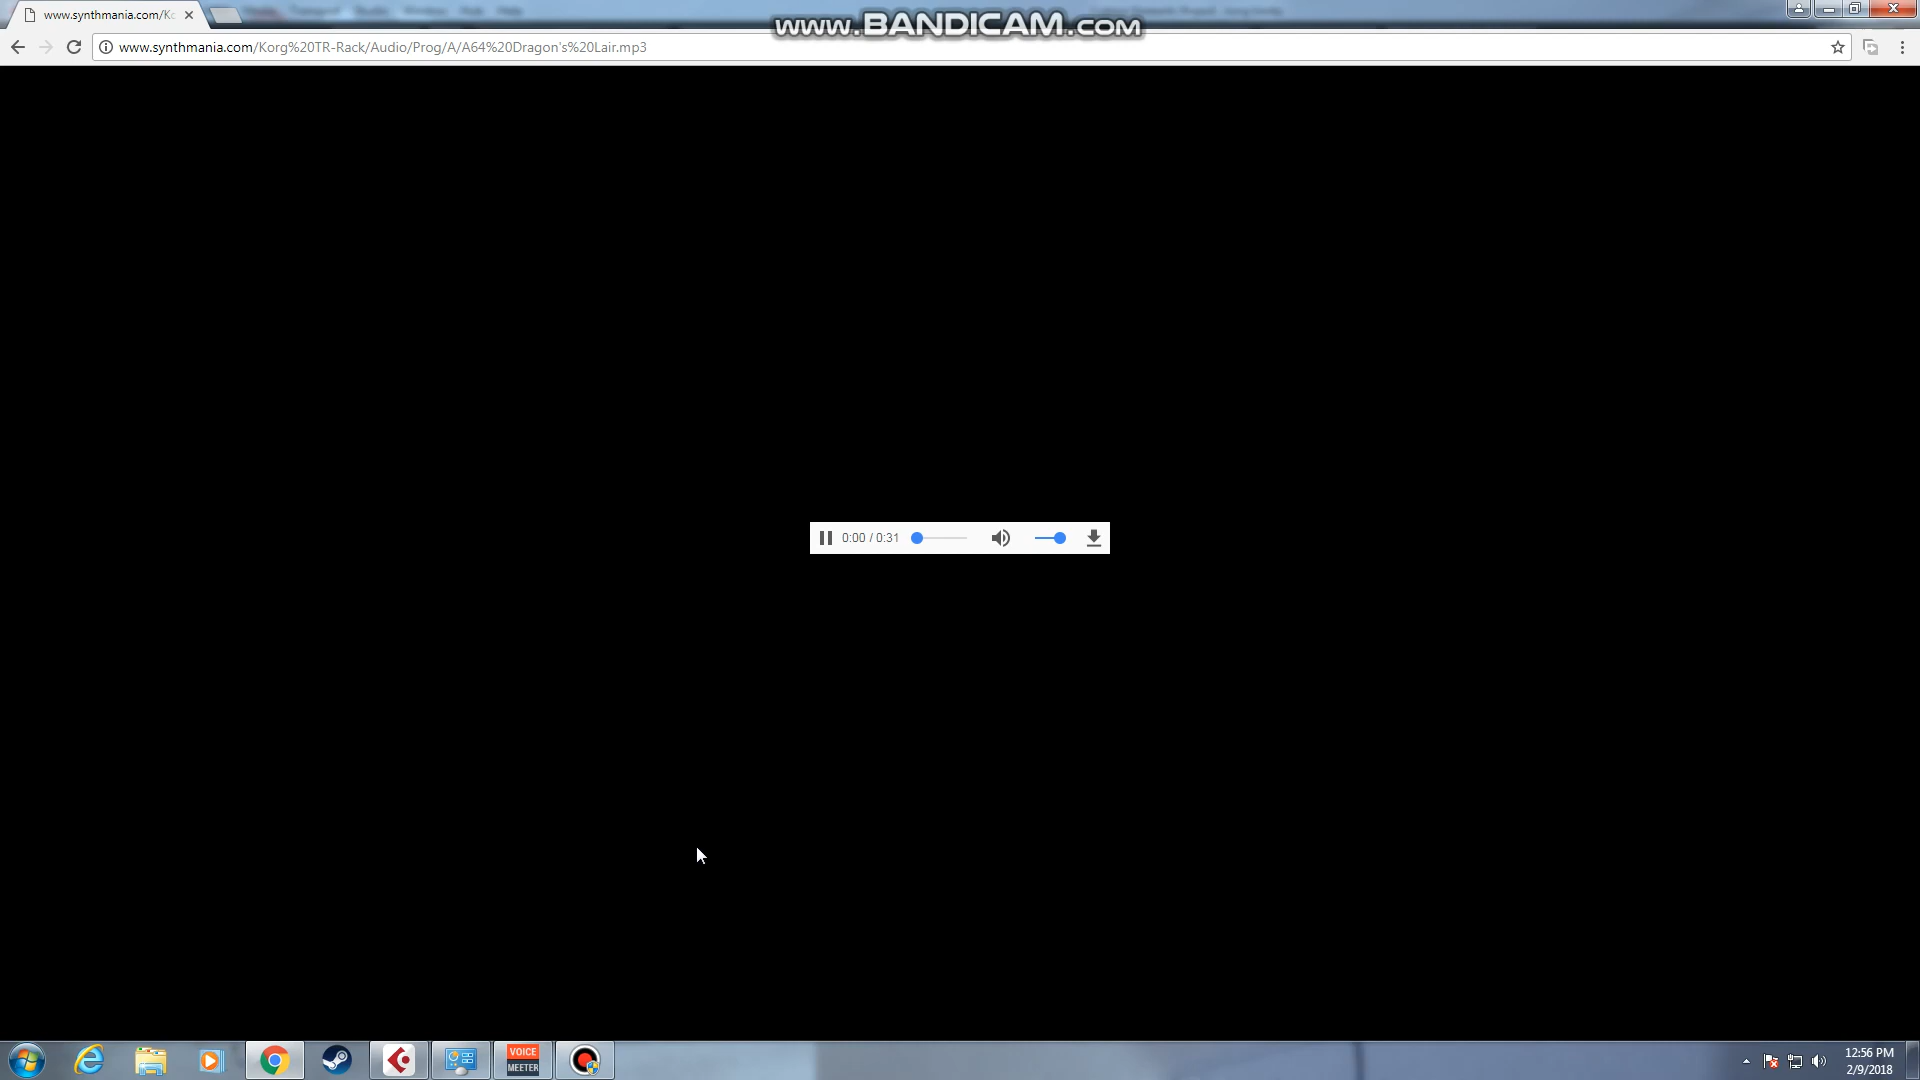 www.synthmania.com/Ko
www.BANDICAM.com
www.synthmania.com/Korg%20TR-Rack/Audio/Prog/A/A64%20Dragon's%20Lair.mp3
0:00 / 0:31
VOICE
MEETER
12:56 PM
2/9/2018